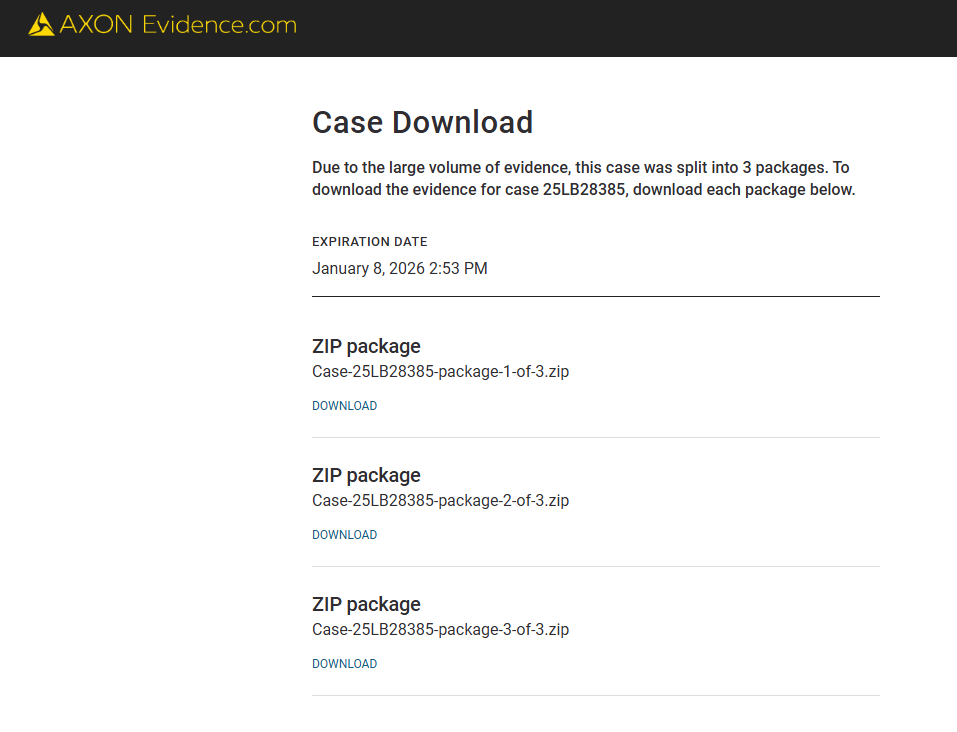 AXON Evidence.com
Case Download
Due to the large volume of evidence, this case was split into 3 packages. To
download the evidence for case 25LB28385, download each package below.
EXPIRATION DATE
January 8, 2026 2:53 PM
ZIP package
Case-25LB28385-package-1-of-3.zip
DOWNLOAD
ZIP package
Case-25LB28385-package-2-of-3.zip
DOWNLOAD
ZIP package
Case-25LB28385-package-3-of-3.zip
DOWNLOAD